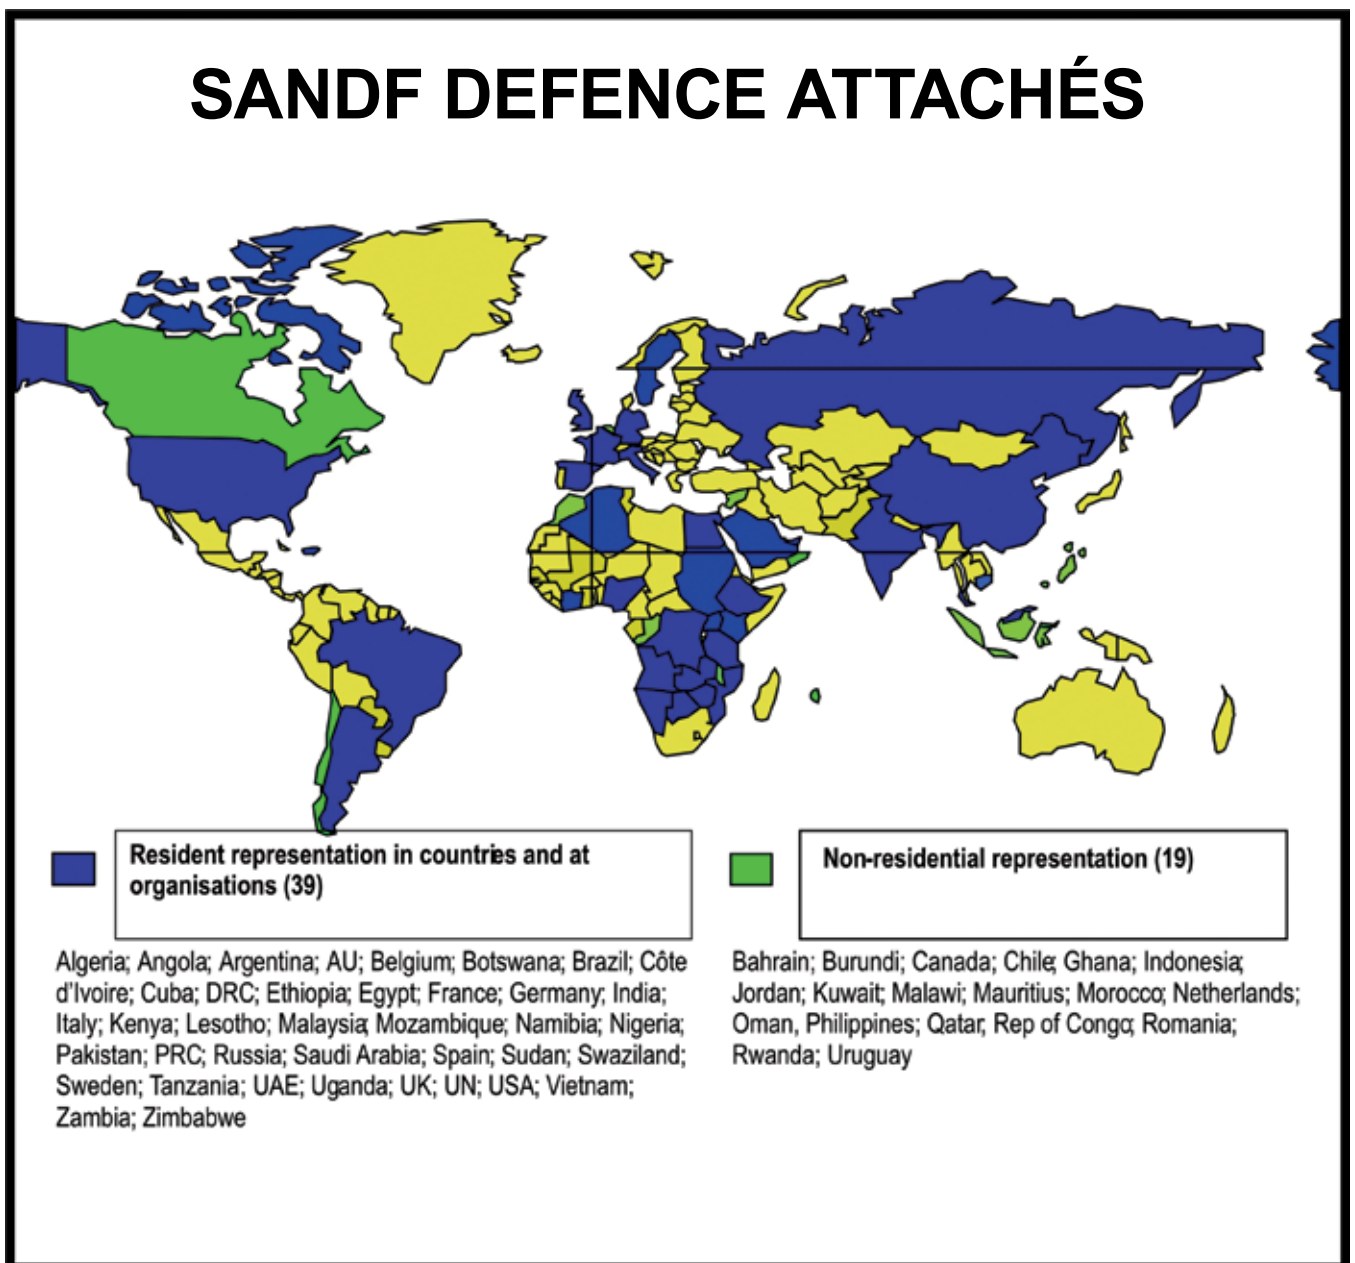 SANDF DEFENCE ATTACHÉS
Resident representation in countries and at
organisations (39)
Non-residential representation (19)
Algeria; Angola; Argentina; AU; Belgium; Botswana; Brazil; Côte
d'Ivoire; Cuba; DRC; Ethiopia; Egypt; France; Germany; India;
Italy; Kenya; Lesotho; Malaysia; Mozambique; Namibia; Nigeria;
Pakistan; PRC; Russia; Saudi Arabia; Spain; Sudan; Swaziland;
Sweden; Tanzania; UAE; Uganda; UK; UN; USA; Vietnam;
Zambia; Zimbabwe
Bahrain; Burundi; Canada; Chile; Ghana; Indonesia;
Jordan; Kuwait; Malawi; Mauritius; Morocco; Netherlands;
Oman, Philippines; Qatar; Rep of Congo; Romania;
Rwanda; Uruguay